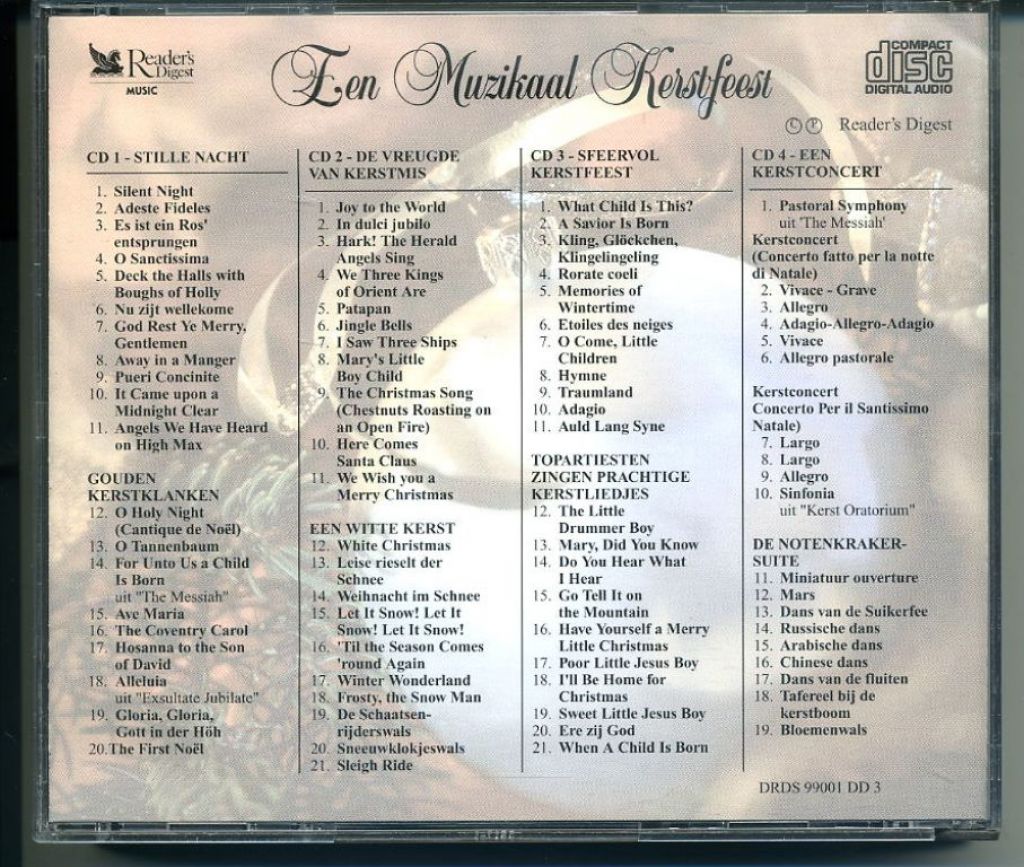 Reader's
Digest
MUSIC
Een Muzikaal Kerstfeest
COMPACT
disc
DIGITAL AUDIO
Ⓒ Ⓟ Reader's Digest
CD 1 - STILLE NACHT
1. Silent Night
2. Adeste Fideles
3. Es ist ein Ros'
entsprungen
4. O Sanctissima
5. Deck the Halls with
Boughs of Holly
6. Nu zijt wellekome
7. God Rest Ye Merry,
Gentlemen
8. Away in a Manger
9. Pueri Concinite
10. It Came upon a
Midnight Clear
11. Angels We Have Heard
on High Max
GOUDEN
KERSTKLANKEN
12. O Holy Night
(Cantique de Noël)
13. O Tannenbaum
14. For Unto Us a Child
Is Born
uit "The Messiah"
15. Ave Maria
16. The Coventry Carol
17. Hosanna to the Son
of David
18. Alleluia
uit "Exsultate Jubilate"
19. Gloria, Gloria,
Gott in der Höh
20.The First Noël
CD 2 - DE VREUGDE
VAN KERSTMIS
1. Joy to the World
2. In dulci jubilo
3. Hark! The Herald
Angels Sing
4. We Three Kings
of Orient Are
5. Patapan
6. Jingle Bells
7. I Saw Three Ships
8. Mary's Little
Boy Child
9. The Christmas Song
(Chestnuts Roasting on
an Open Fire)
10. Here Comes
Santa Claus
11. We Wish you a
Merry Christmas
EEN WITTE KERST
12. White Christmas
13. Leise rieselt der
Schnee
14. Weihnacht im Schnee
15. Let It Snow! Let It
Snow! Let It Snow!
16. 'Til the Season Comes
'round Again
17. Winter Wonderland
18. Frosty, the Snow Man
19. De Schaatsen-
rijderswals
20. Sneeuwklokjeswals
21. Sleigh Ride
CD 3 - SFEERVOL
KERSTFEEST
1. What Child Is This?
2. A Savior Is Born
3. Kling, Glöckchen,
Klingelingeling
4. Rorate coeli
5. Memories of
Wintertime
6. Etoiles des neiges
7. O Come, Little
Children
8. Hymne
9. Traumland
10. Adagio
11. Auld Lang Syne
TOPARTIESTEN
ZINGEN PRACHTIGE
KERSTLIEDJES
12. The Little
Drummer Boy
13. Mary, Did You Know
14. Do You Hear What
I Hear
15. Go Tell It on
the Mountain
16. Have Yourself a Merry
Little Christmas
17. Poor Little Jesus Boy
18. I'll Be Home for
Christmas
19. Sweet Little Jesus Boy
20. Ere zij God
21. When A Child Is Born
CD 4 - EEN
KERSTCONCERT
1. Pastoral Symphony
uit 'The Messiah'
Kerstconcert
(Concerto fatto per la notte
di Natale)
2. Vivace - Grave
3. Allegro
4. Adagio-Allegro-Adagio
5. Vivace
6. Allegro pastorale
Kerstconcert
Concerto Per il Santissimo
Natale)
7. Largo
8. Largo
9. Allegro
10. Sinfonia
uit "Kerst Oratorium"
DE NOTENKRAKER-
SUITE
11. Miniatuur ouverture
12. Mars
13. Dans van de Suikerfee
14. Russische dans
15. Arabische dans
16. Chinese dans
17. Dans van de fluiten
18. Tafereel bij de
kerstboom
19. Bloemenwals
DRDS 99001 DD 3